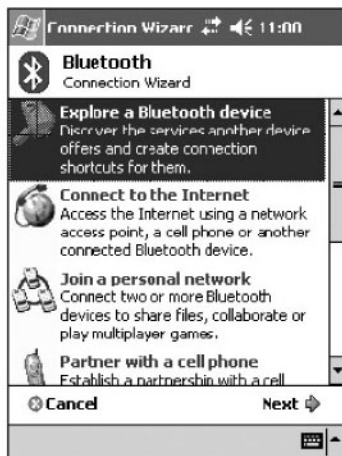 Connection Wizarc 11:00
Bluetooth
Connection Wizard
Explore a Bluetooth device
Discover the services another device
offers and create connection
shortcuts for them.
Connect to the Internet
Access the Internet using a network
access point, a cell phone or another
connected Bluetooth device.
Join a personal network
Connect two or more Bluetooth
devices to share files, collaborate or
play multiplayer games.
Partner with a cell phone
Establish a partnership with a cell
Cancel Next